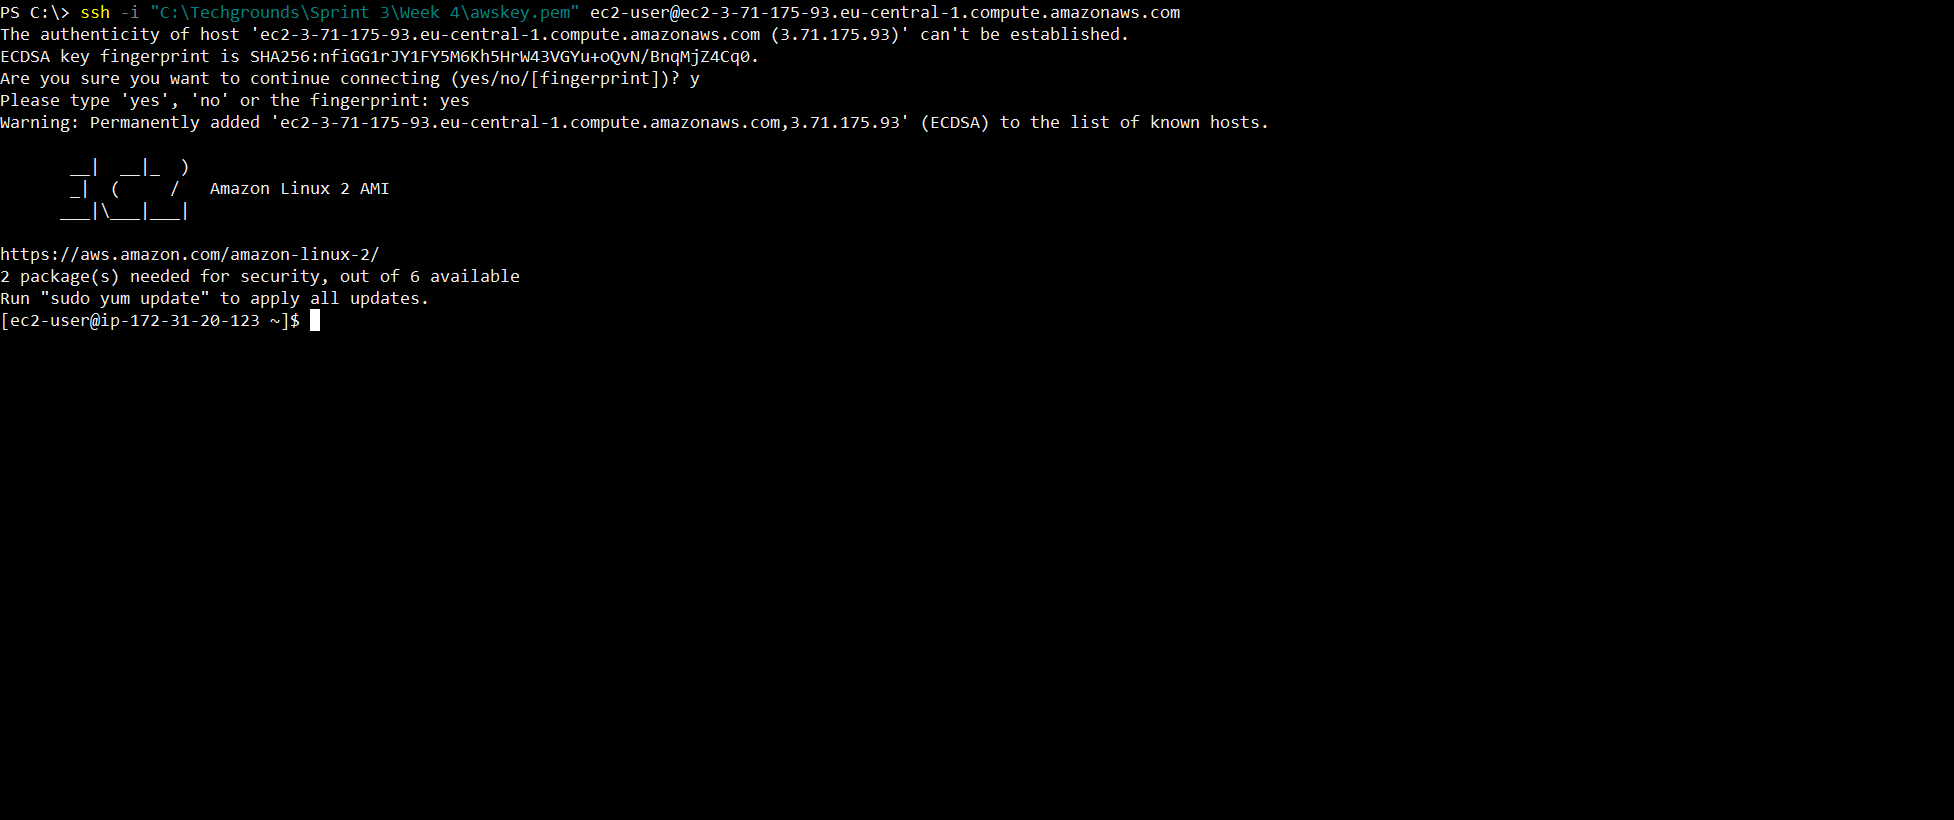 PS C:\> ssh -i "C:\Techgrounds\Sprint 3\Week 4\awskey.pem" ec2-user@ec2-3-71-175-93.eu-central-1.compute.amazonaws.com
The authenticity of host 'ec2-3-71-175-93.eu-central-1.compute.amazonaws.com (3.71.175.93)' can't be established.
ECDSA key fingerprint is SHA256:nfiGG1rJY1FY5M6Kh5HrW43VGYu+oQvN/BnqMjZ4Cq0.
Are you sure you want to continue connecting (yes/no/[fingerprint])? y
Please type 'yes', 'no' or the fingerprint: yes
Warning: Permanently added 'ec2-3-71-175-93.eu-central-1.compute.amazonaws.com,3.71.175.93' (ECDSA) to the list of known hosts.

       __|  __|_  )
       _|  (     /   Amazon Linux 2 AMI
      ___|\___|___|

https://aws.amazon.com/amazon-linux-2/
2 package(s) needed for security, out of 6 available
Run "sudo yum update" to apply all updates.
[ec2-user@ip-172-31-20-123 ~]$